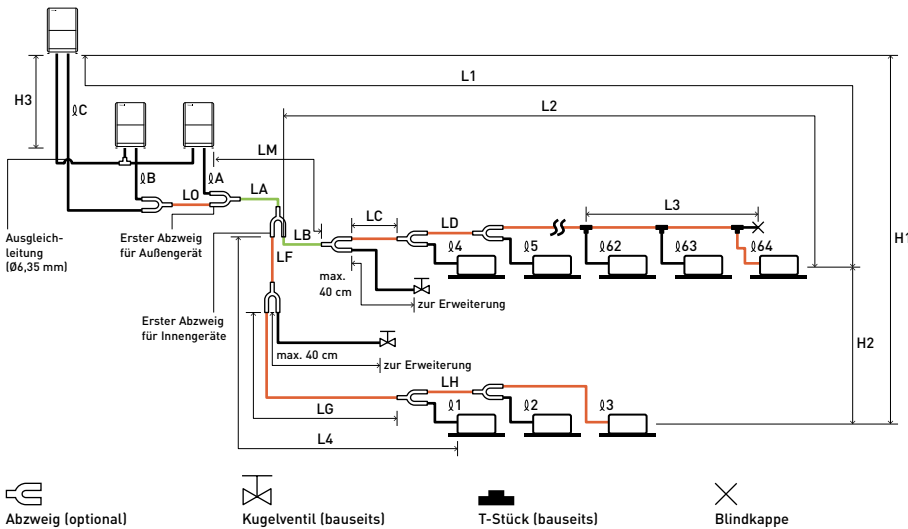 L1
H3
ℓC
L2
LM
ℓB
ℓA
LO
LA
LC
LD
L3
H1
Ausgleich-
leitung
(Ø6,35 mm)
Erster Abzweig
für Außengerät
LB
LF
ℓ4
ℓ5
ℓ62
ℓ63
ℓ64
max.
40 cm
zur Erweiterung
Erster Abzweig
für Innengeräte
H2
max. 40 cm
zur Erweiterung
LH
LG
ℓ1
ℓ2
ℓ3
L4
Abzweig (optional)
Kugelventil (bauseits)
T-Stück (bauseits)
Blindkappe